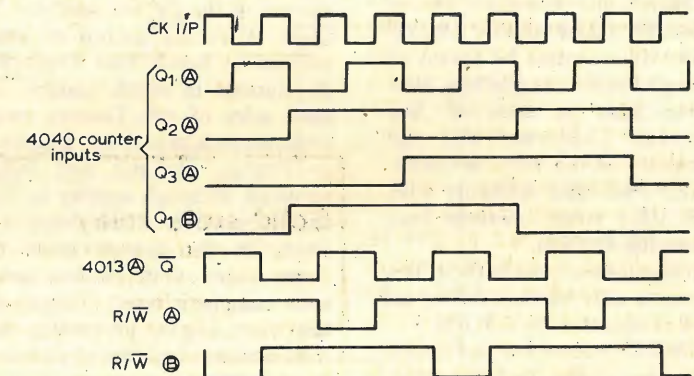 CK I/P
Q1 Ⓐ
Q2 Ⓐ
4040 counter
inputs
Q3 Ⓐ
Q1 Ⓑ
4013 Ⓐ Q̅
R/W̅ Ⓐ
R/W̅ Ⓑ